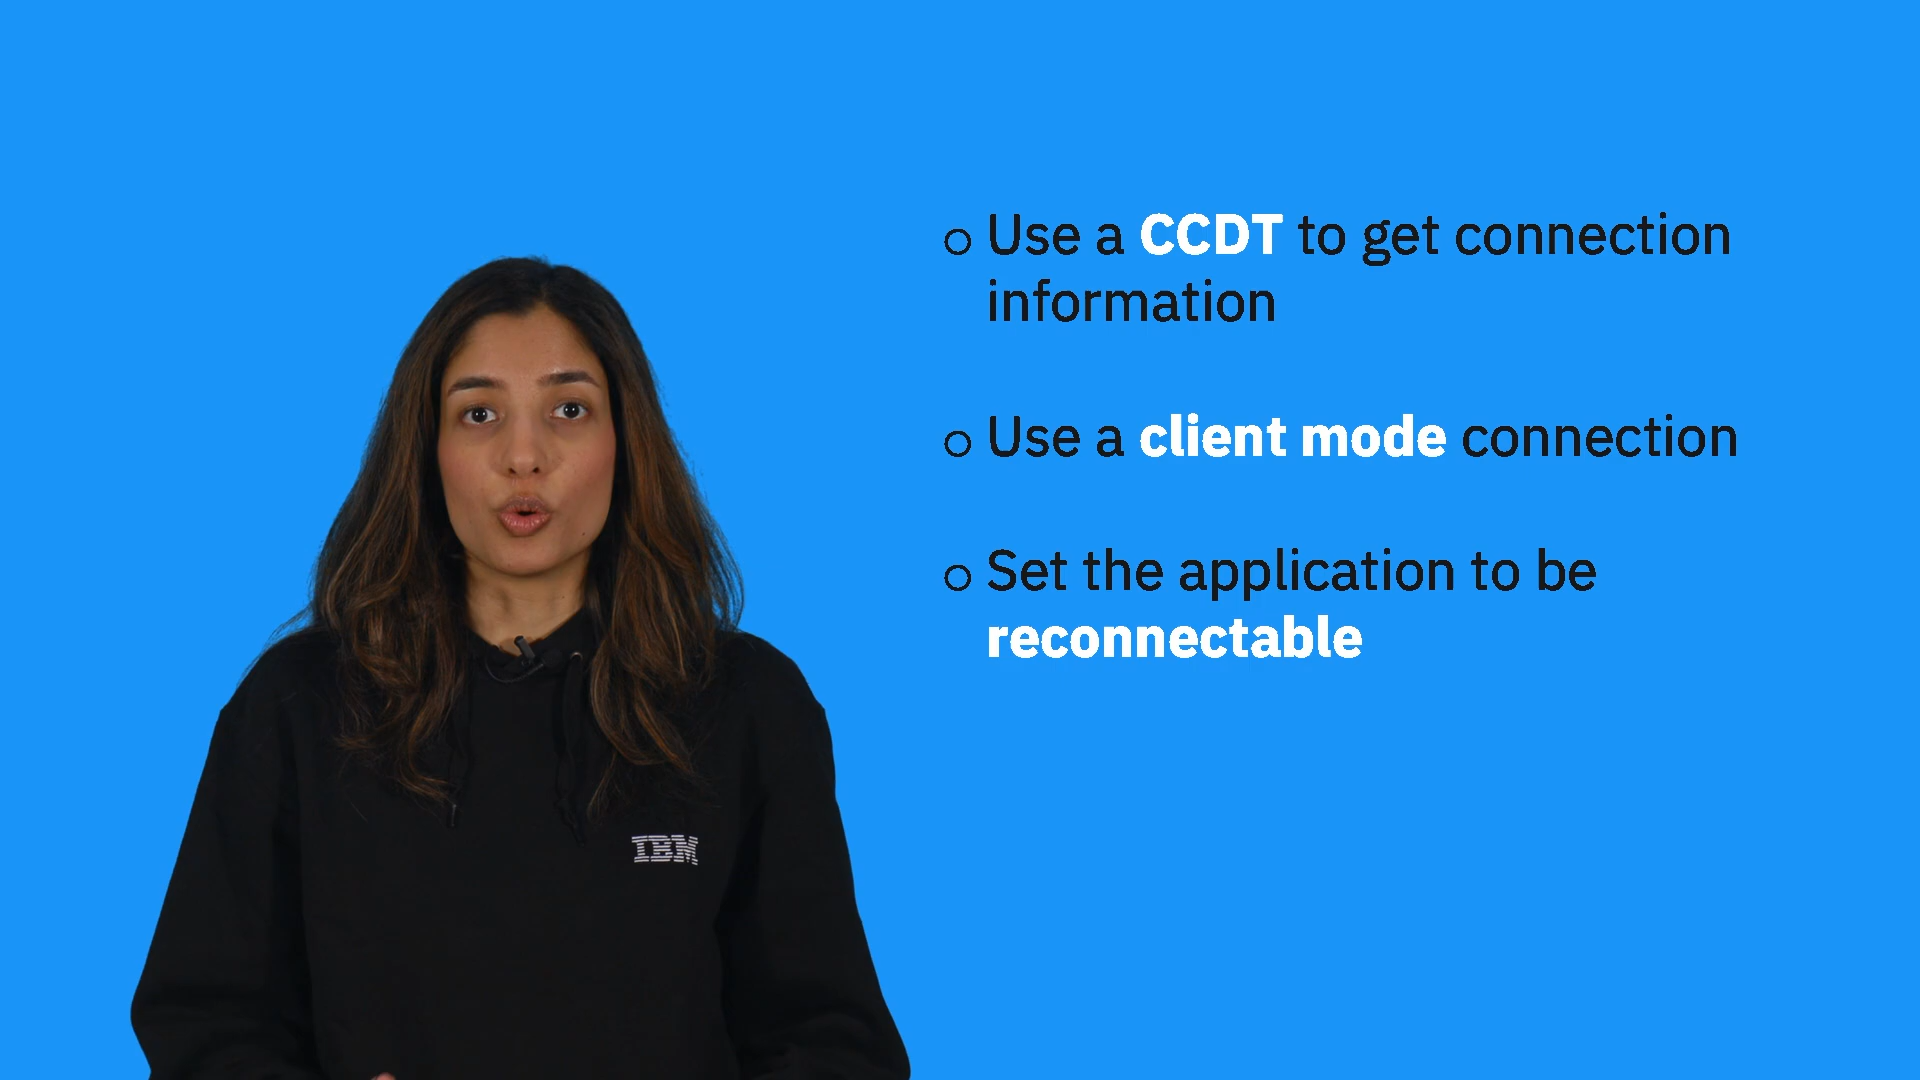 Use a CCDT to get connection
information
Use a client mode connection
Set the application to be
reconnectable
IBM